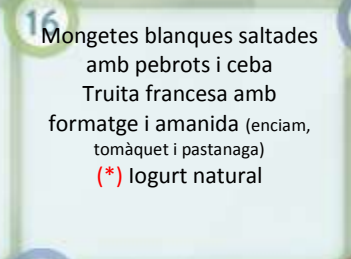 16
Mongetes blanques saltades
amb pebrots i ceba
Truita francesa amb
formatge i amanida (enciam,
tomàquet i pastanaga)
(*) Iogurt natural